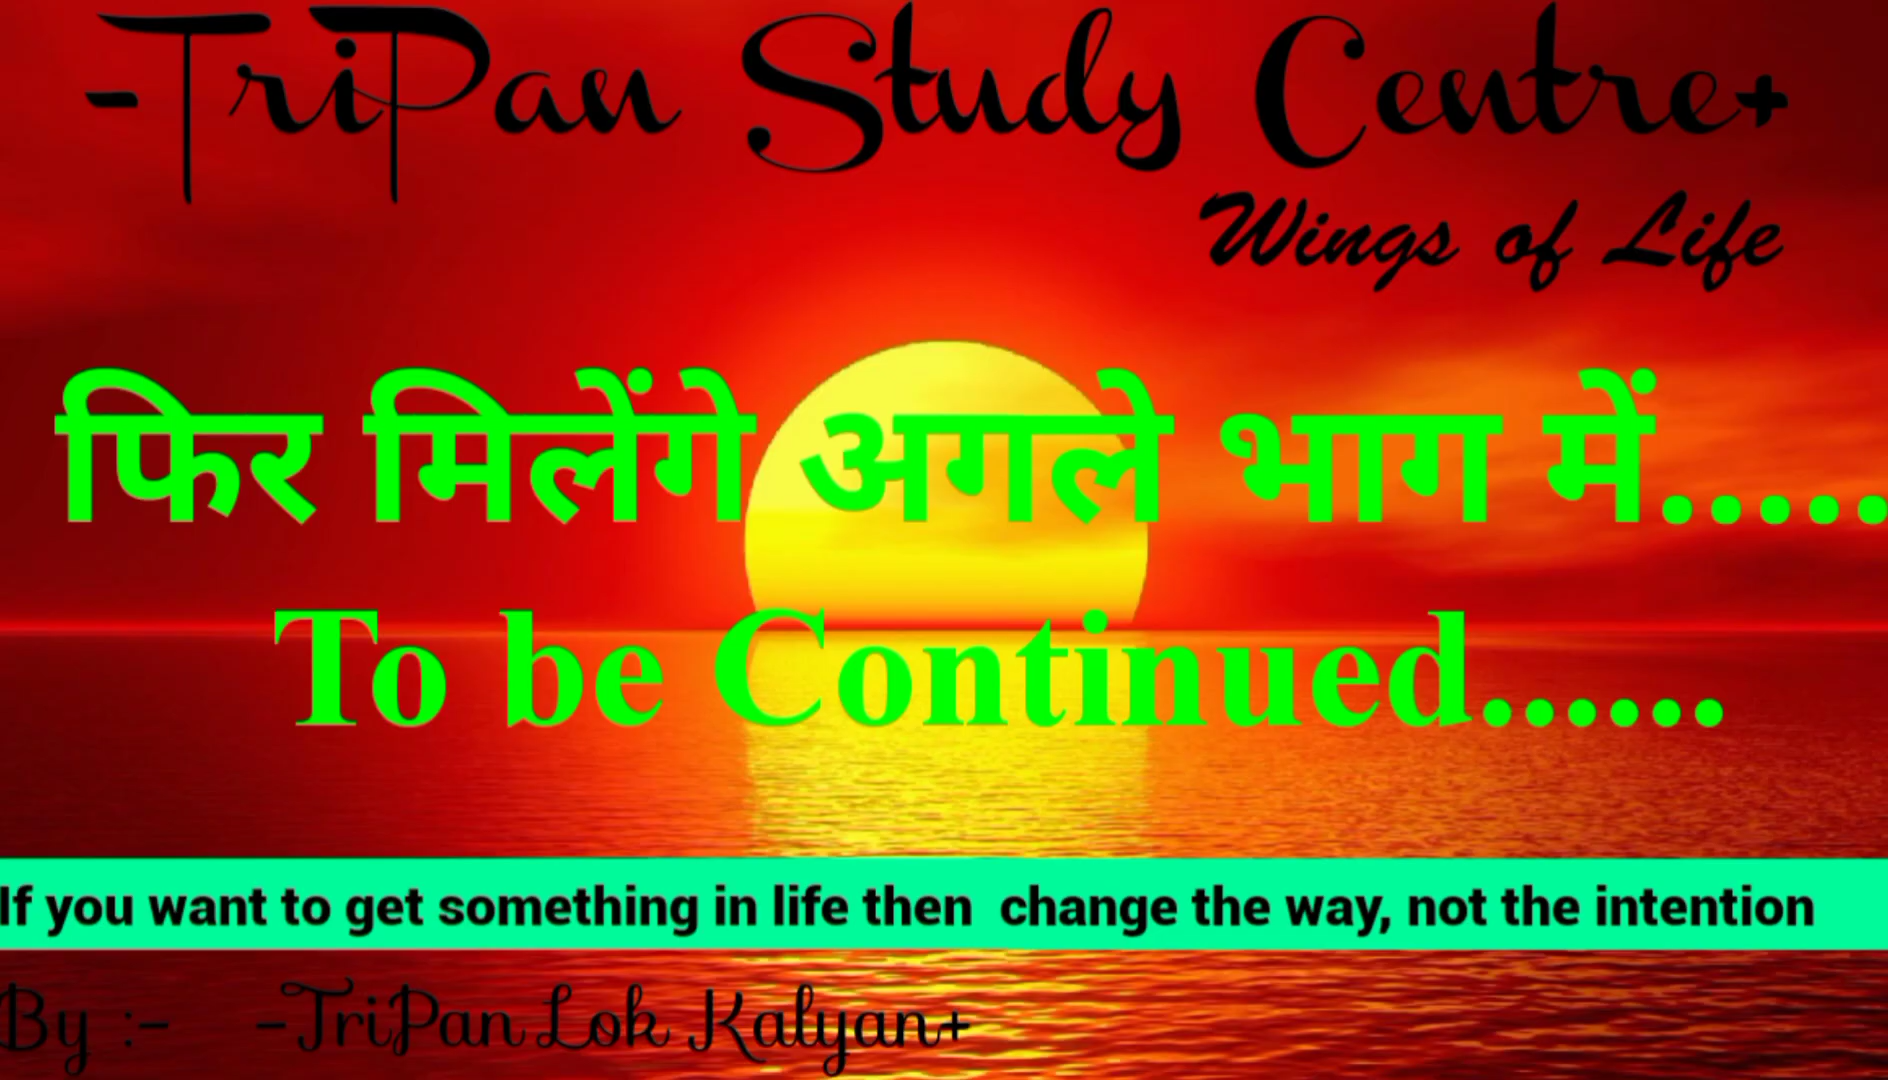 -TriPan Study Centre+
Wings of Life
फिर मिलेंगे अगले भाग में.....
To be Continued......
If you want to get something in life then change the way, not the intention
By :- -TriPan Lok Kalyan+